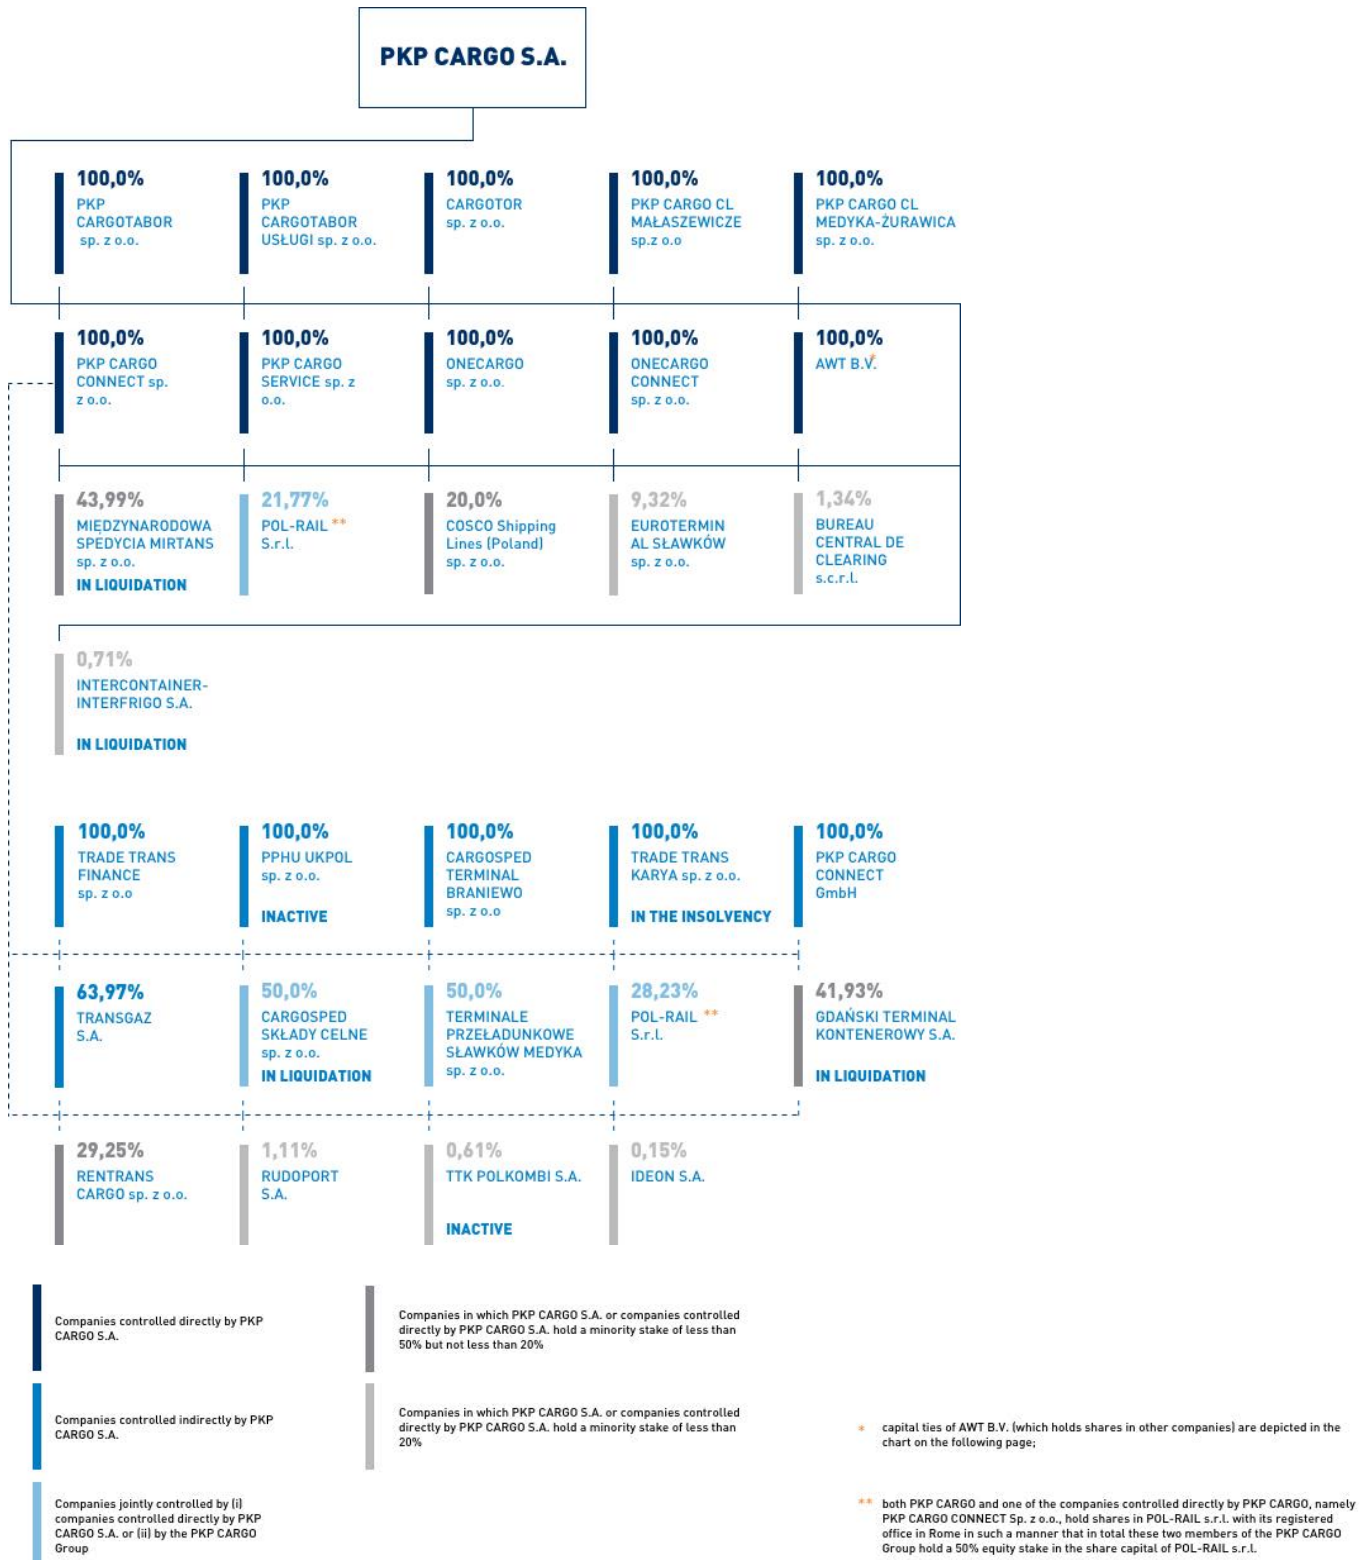 PKP CARGO S.A.
100,0%
PKP
CARGOTABOR
sp. z o.o.
100,0%
PKP
CARGOTABOR
USŁUGI sp. z o.o.
100,0%
CARGOTOR
sp. z o.o.
100,0%
PKP CARGO CL
MAŁASZEWICZE
sp.z o.o
100,0%
PKP CARGO CL
MEDYKA-ŻURAWICA
sp. z o.o.
100,0%
PKP CARGO
CONNECT sp.
z o.o.
100,0%
PKP CARGO
SERVICE sp. z
o.o.
100,0%
ONECARGO
sp. z o.o.
100,0%
ONECARGO
CONNECT
sp. z o.o.
100,0%
AWT B.V.*
43,99%
MIĘDZYNARODOWA
SPEDYCIA MIRTANS
sp. z o.o.
IN LIQUIDATION
21,77%
POL-RAIL **
S.r.l.
20,0%
COSCO Shipping
Lines (Poland)
sp. z o.o.
9,32%
EUROTERMIN
AL SŁAWKÓW
sp. z o.o.
1,34%
BUREAU
CENTRAL DE
CLEARING
s.c.r.l.
0,71%
INTERCONTAINER-
INTERFRIGO S.A.
IN LIQUIDATION
100,0%
TRADE TRANS
FINANCE
sp. z o.o
100,0%
PPHU UKPOL
sp. z o.o.
INACTIVE
100,0%
CARGOSPED
TERMINAL
BRANIEWO
sp. z o.o
100,0%
TRADE TRANS
KARYA sp. z o.o.
IN THE INSOLVENCY
100,0%
PKP CARGO
CONNECT
GmbH
63,97%
TRANSGAZ
S.A.
50,0%
CARGOSPED
SKŁADY CELNE
sp. z o.o.
IN LIQUIDATION
50,0%
TERMINALE
PRZEŁADUNKOWE
SŁAWKÓW MEDYKA
sp. z o.o.
28,23%
POL-RAIL **
S.r.l.
41,93%
GDAŃSKI TERMINAL
KONTENEROWY S.A.
IN LIQUIDATION
29,25%
RENTRANS
CARGO sp. z o.o.
1,11%
RUDOPORT
S.A.
0,61%
TTK POLKOMBI S.A.
INACTIVE
0,15%
IDEON S.A.
Companies controlled directly by PKP
CARGO S.A.
Companies controlled indirectly by PKP
CARGO S.A.
Companies jointly controlled by (i)
companies controlled directly by PKP
CARGO S.A. or (ii) by the PKP CARGO
Group
Companies in which PKP CARGO S.A. or companies controlled
directly by PKP CARGO S.A. hold a minority stake of less than
50% but not less than 20%
Companies in which PKP CARGO S.A. or companies controlled
directly by PKP CARGO S.A. hold a minority stake of less than
20%
* capital ties of AWT B.V. (which holds shares in other companies) are depicted in the
chart on the following page;
** both PKP CARGO and one of the companies controlled directly by PKP CARGO, namely
PKP CARGO CONNECT Sp. z o.o., hold shares in POL-RAIL s.r.l. with its registered
office in Rome in such a manner that in total these two members of the PKP CARGO
Group hold a 50% equity stake in the share capital of POL-RAIL s.r.l.